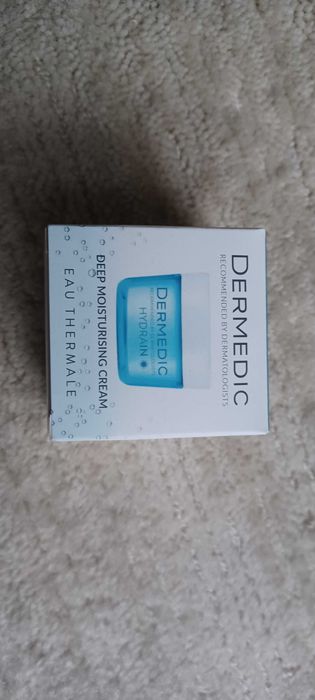 DERMEDIC
RECOMMENDED BY DERMATOLOGISTS
DERMEDIC
HYDRAIN
DEEP MOISTURISING CREAM
EAU THERMALE